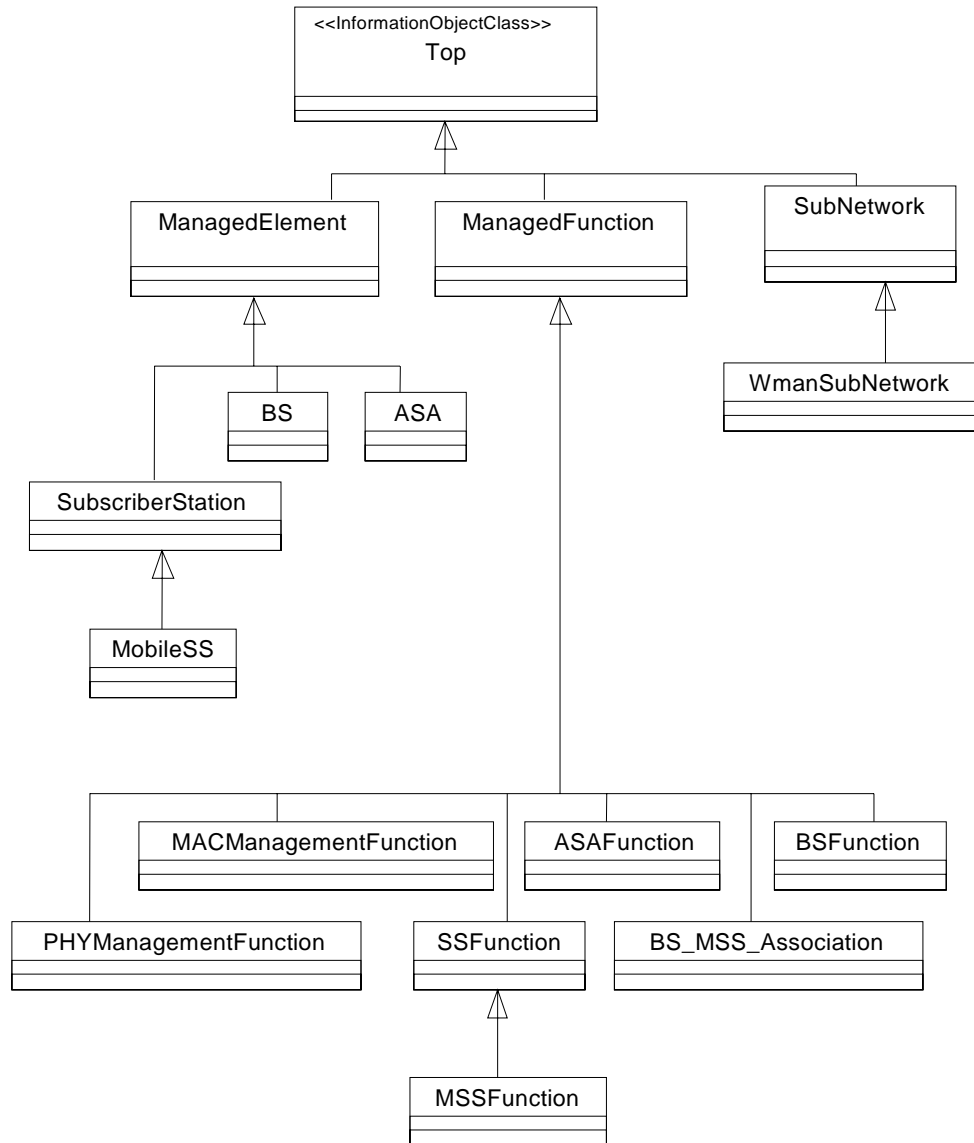 <<InformationObjectClass>>
Top
ManagedElement
ManagedFunction
SubNetwork
WmanSubNetwork
BS
ASA
SubscriberStation
MobileSS
MACManagementFunction
ASAFunction
BSFunction
PHYManagementFunction
SSFunction
BS_MSS_Association
MSSFunction